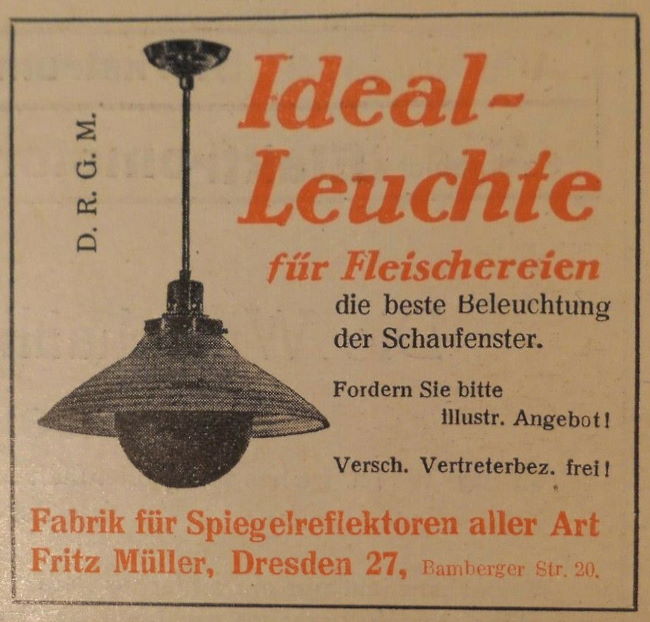 D. R. G. M.
Ideal-
Leuchte
für Fleischereien
die beste Beleuchtung
der Schaufenster.
Fordern Sie bitte
illustr. Angebot!
Versch. Vertreterbez. frei!
Fabrik für Spiegelreflektoren aller Art
Fritz Müller, Dresden 27, Bamberger Str. 20.